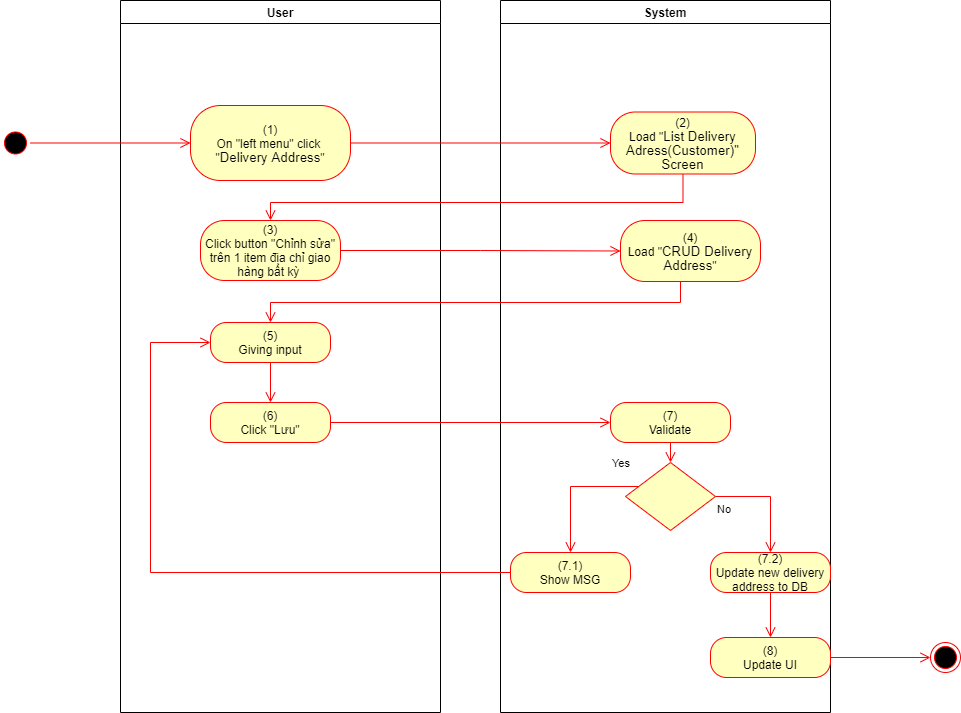 User
System
(1)
On "left menu" click
"Delivery Address"
(2)
Load "List Delivery
Adress(Customer)"
Screen
(3)
Click button "Chỉnh sửa"
trên 1 item địa chỉ giao
hàng bất kỳ
(4)
Load "CRUD Delivery
Address"
(5)
Giving input
(6)
Click "Lưu"
(7)
Validate
Yes
No
(7.1)
Show MSG
(7.2)
Update new delivery
address to DB
(8)
Update UI